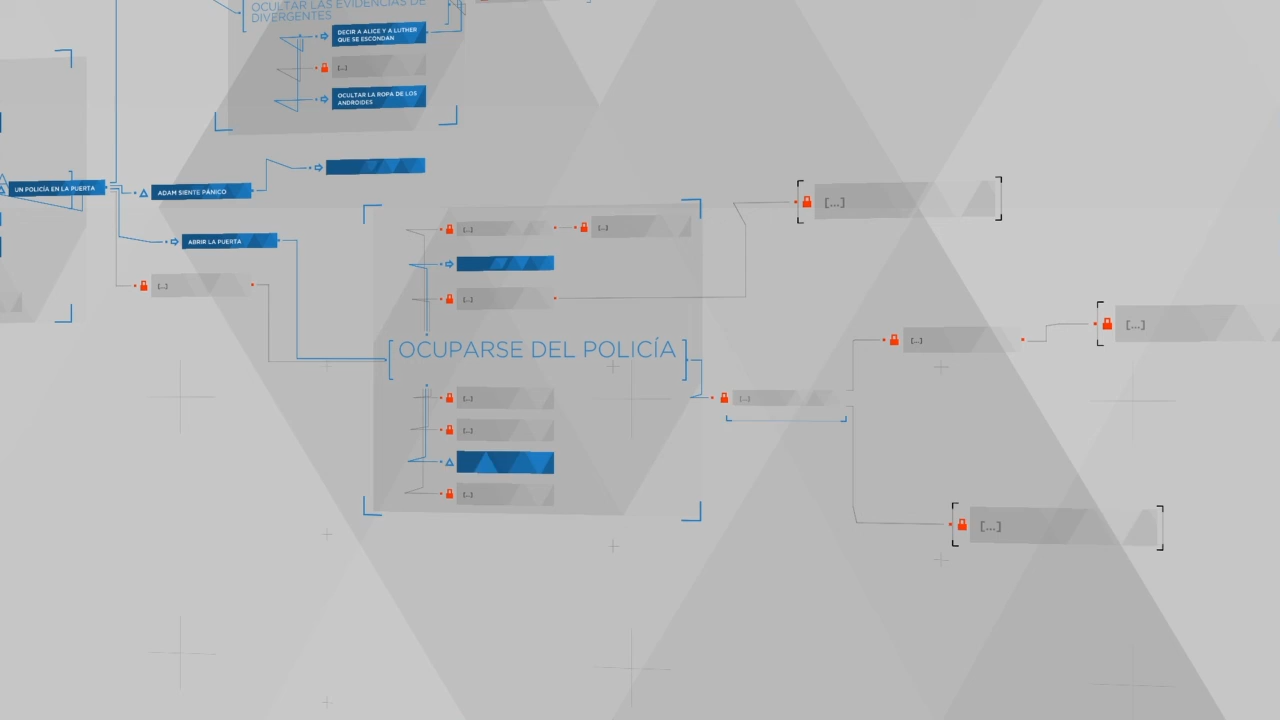 OCULTAR LAS EVIDENCIAS DE
DIVERGENTES
DECIR A ALICE Y A LUTHER
QUE SE ESCONDAN
[...]
OCULTAR LA ROPA DE LOS
ANDROIDES
UN POLICÍA EN LA PUERTA
ADAM SIENTE PÁNICO
ABRIR LA PUERTA
[...]
[...]
[...]
[...]
[...]
OCUPARSE DEL POLICÍA
[...]
[...]
[...]
[...]
[...]
[...]
[...]